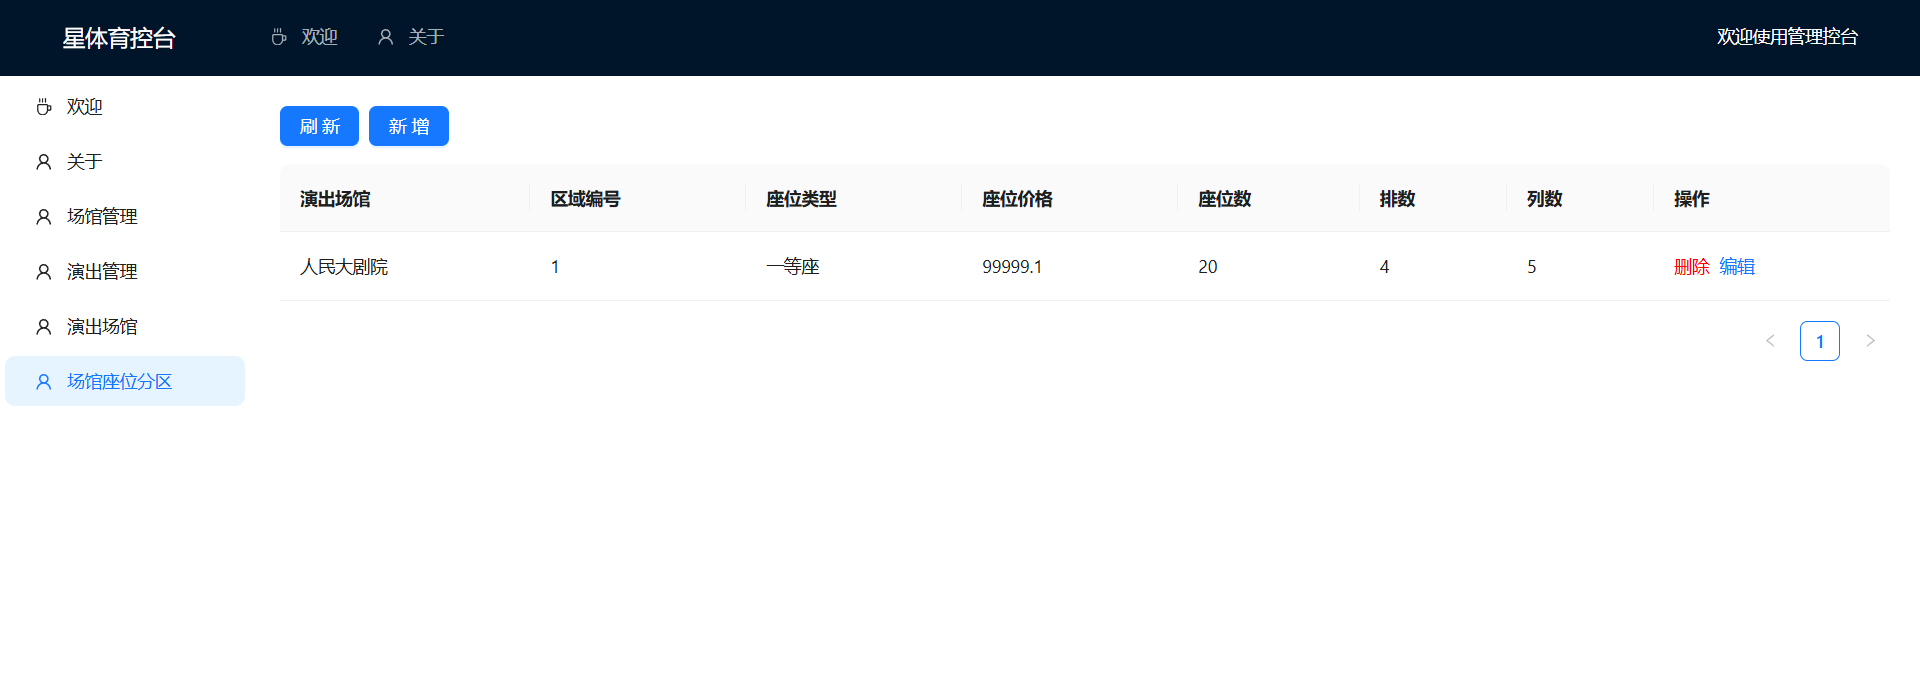 星体育控台 欢迎 关于 欢迎使用管理控台
欢迎
关于
场馆管理
演出管理
演出场馆
场馆座位分区
刷新 新增
演出场馆 区域编号 座位类型 座位价格 座位数 排数 列数 操作
人民大剧院 1 一等座 99999.1 20 4 5 删除 编辑
< 1 >